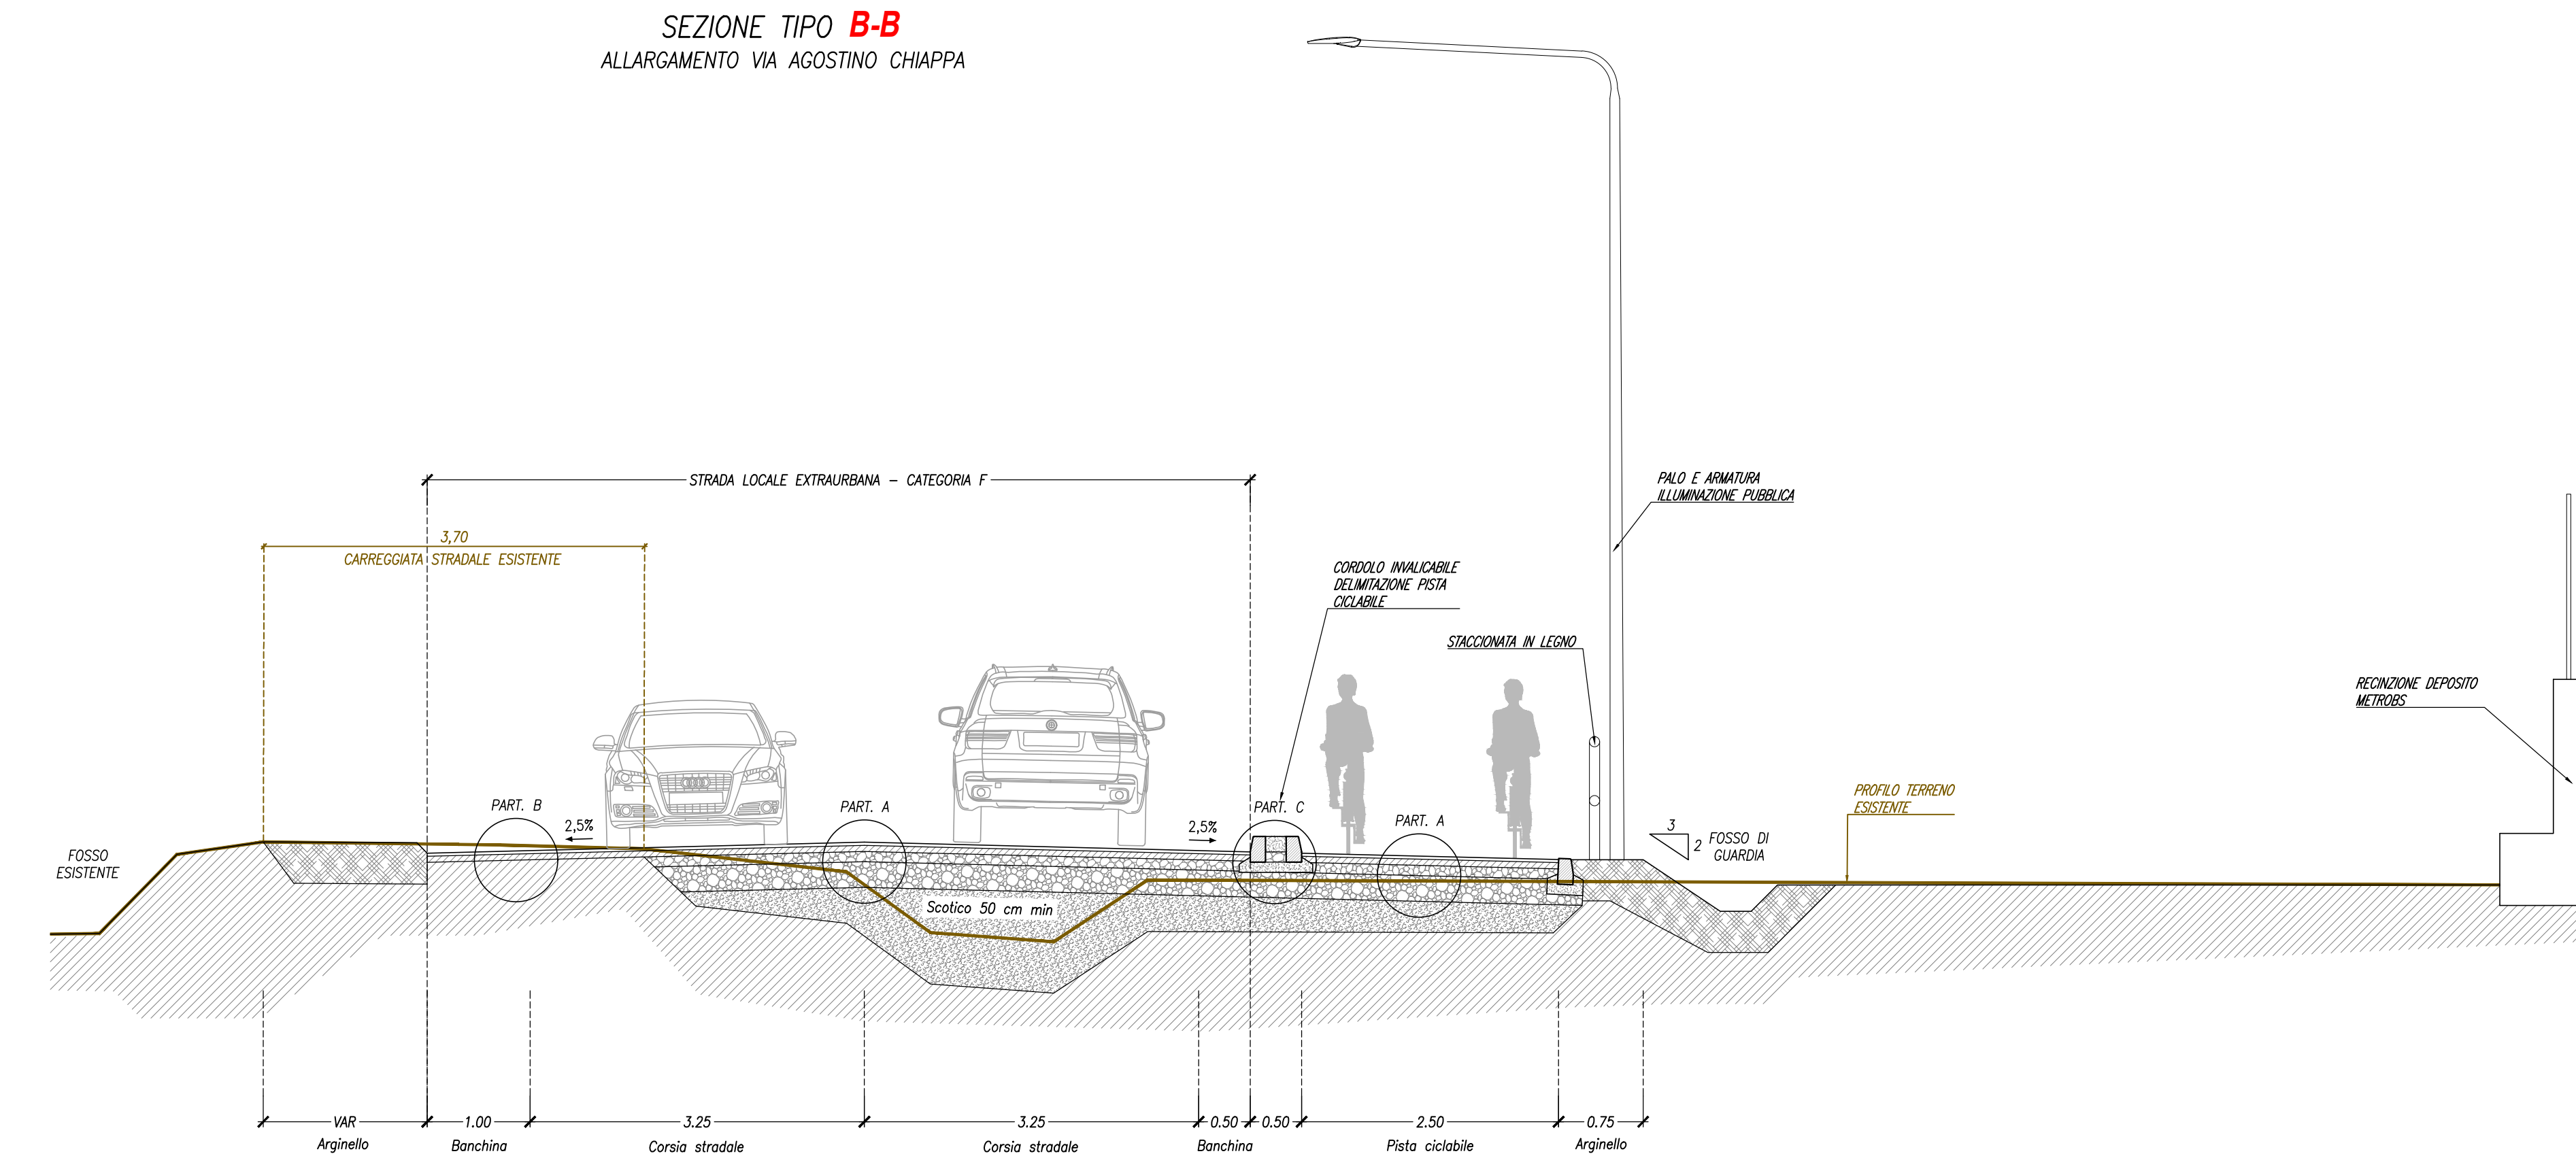 SEZIONE TIPO B-B
ALLARGAMENTO VIA AGOSTINO CHIAPPA
STRADA LOCALE EXTRAURBANA - CATEGORIA F
PALO E ARMATURA
ILLUMINAZIONE PUBBLICA
3,70
CARREGGIATA STRADALE ESISTENTE
CORDOLO INVALICABILE
DELIMITAZIONE PISTA
CICLABILE
STACCIONATA IN LEGNO
RECINZIONE DEPOSITO
METROBS
PROFILO TERRENO
ESISTENTE
PART. B
PART. A
PART. C
PART. A
2,5%
2,5%
3
2
FOSSO DI
GUARDIA
FOSSO
ESISTENTE
Scotico 50 cm min
VAR
1.00
3.25
3.25
0.50
0.50
2.50
0.75
Arginello
Banchina
Corsia stradale
Corsia stradale
Banchina
Pista ciclabile
Arginello